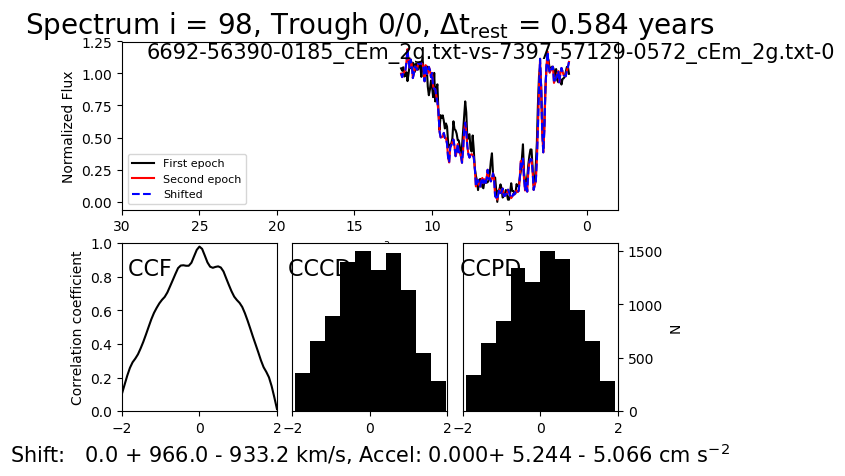 Spectrum i = 98, Trough 0/0, Δt_rest = 0.584 years
6692-56390-0185_cEm_2g.txt-vs-7397-57129-0572_cEm_2g.txt-0
Normalized Flux
1.25
1.00
0.75
0.50
0.25
0.00
First epoch
Second epoch
Shifted
30 25 20 15 10 5 0
Correlation coefficient
1.0
0.8
0.6
0.4
0.2
0.0
CCF
CCCD
CCPD
1500
1000
500
0
N
−2 0 2
−2 0 2
−2 0 2
Shift: 0.0 + 966.0 - 933.2 km/s, Accel: 0.000+ 5.244 - 5.066 cm s⁻²